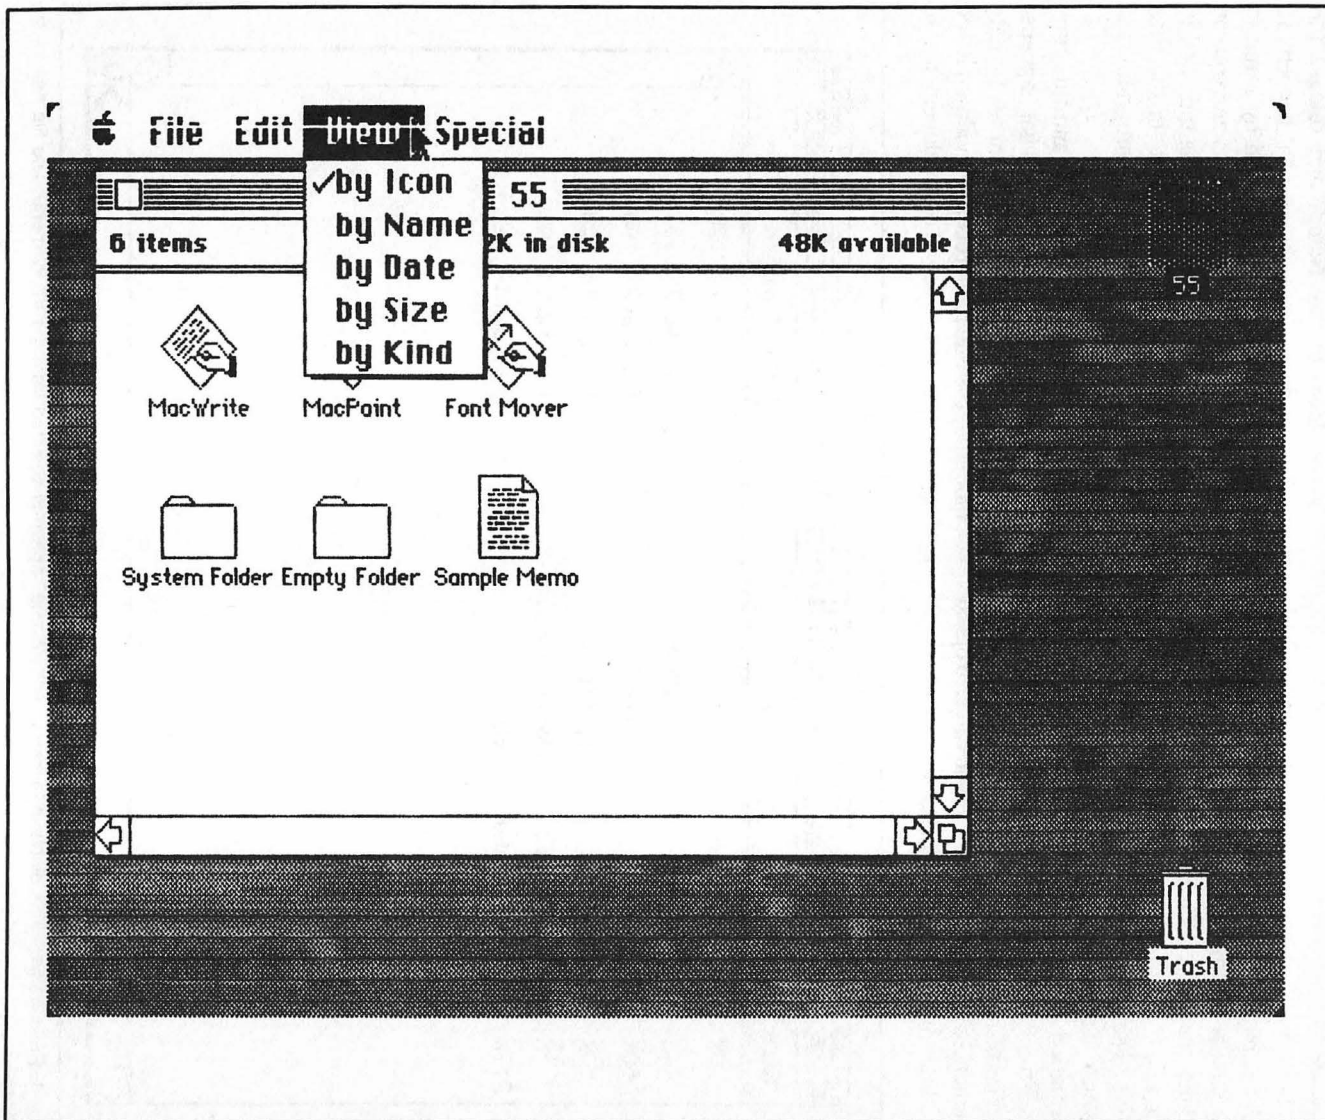 File Edit View Special
by Icon
by Name
by Date
by Size
by Kind
55
6 items
2K in disk
48K available
55
MacWrite
MacPaint
Font Mover
System Folder
Empty Folder
Sample Memo
Trash